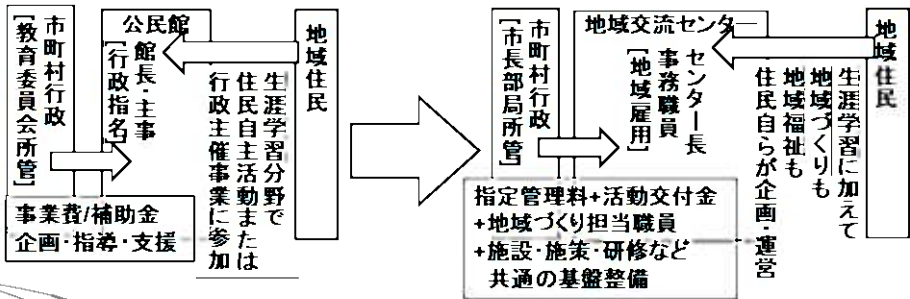 市町村行政
[教育委員会所管]
公民館
館長・主事
[行政指名]
生涯学習分野で
住民自主活動または
行政主催事業に参加
地域住民
事業費/補助金
企画・指導・支援
市町村行政
[市長部局所管]
地域交流センター
センター長
事務職員
[地域雇用]
生涯学習に加えて
地域づくりも
地域福祉も
住民自らが企画・運営
地域住民
指定管理料+活動交付金
+地域づくり担当職員
+施設・施策・研修など
共通の基盤整備